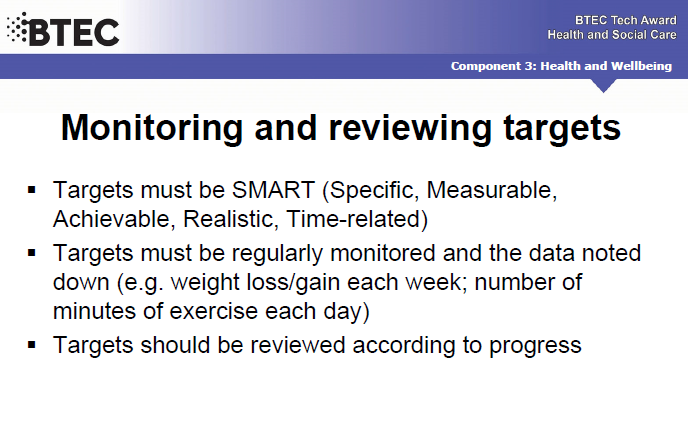 BTEC
BTEC Tech Award
Health and Social Care
Component 3: Health and Wellbeing
Monitoring and reviewing targets
▪ Targets must be SMART (Specific, Measurable,
Achievable, Realistic, Time-related)
▪ Targets must be regularly monitored and the data noted
down (e.g. weight loss/gain each week; number of
minutes of exercise each day)
▪ Targets should be reviewed according to progress